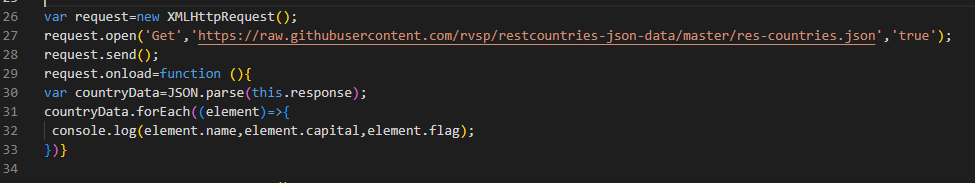 26 var request=new XMLHttpRequest();
27 request.open('Get','https://raw.githubusercontent.com/rvsp/restcountries-json-data/master/res-countries.json','true');
28 request.send();
29 request.onload=function (){
30 var countryData=JSON.parse(this.response);
31 countryData.forEach((element)=>{
32 console.log(element.name,element.capital,element.flag);
33 })}
34